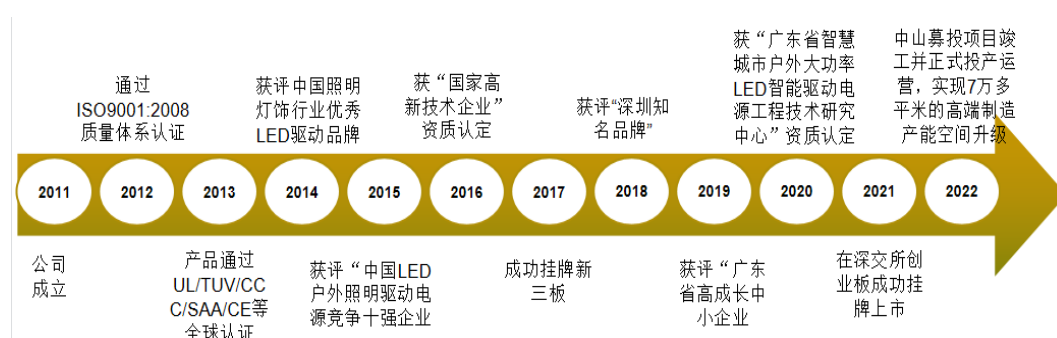 通过
ISO9001:2008
质量体系认证
获评中国照明
灯饰行业优秀
LED驱动品牌
获“国家高
新技术企业”
资质认定
获评“深圳知
名品牌”
获“广东省智慧
城市户外大功率
LED智能驱动电
源工程技术研究
中心”资质认定
中山募投项目竣
工并正式投产运
营，实现7万多
平米的高端制造
产能空间升级
2011
2012
2013
2014
2015
2016
2017
2018
2019
2020
2021
2022
公司
成立
产品通过
UL/TUV/CC
C/SAA/CE等
全球认证
获评“中国LED
户外照明驱动电
源竞争十强企业
成功挂牌新
三板
获评“广东
省高成长中
小企业”
在深交所创
业板成功挂
牌上市